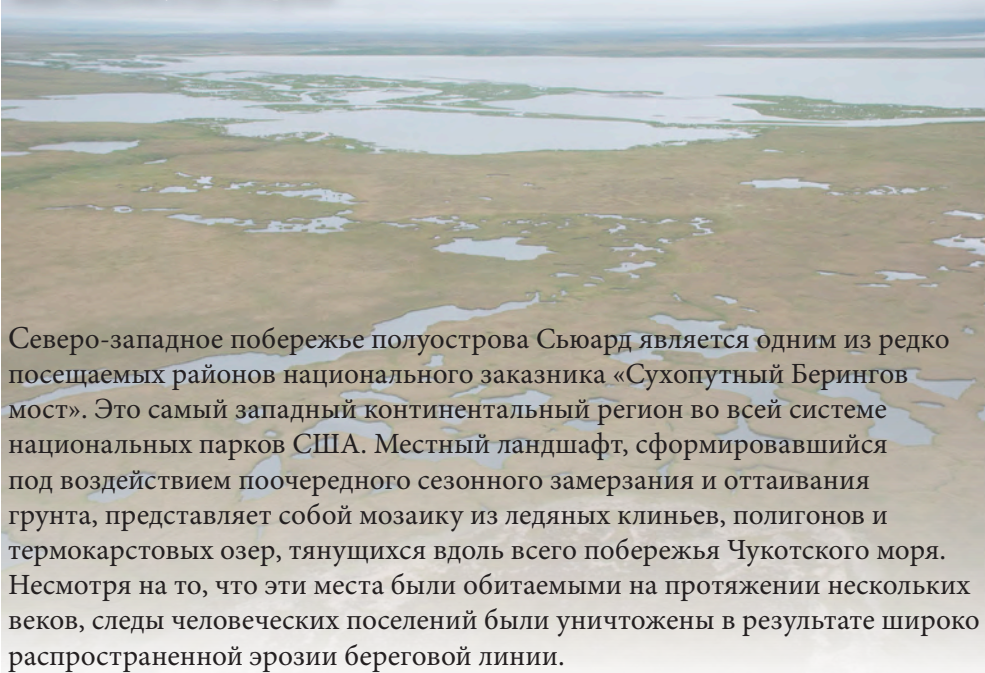 Северо-западное побережье полуострова Сьюард является одним из редко
посещаемых районов национального заказника «Сухопутный Берингов
мост». Это самый западный континентальный регион во всей системе
национальных парков США. Местный ландшафт, сформировавшийся
под воздействием поочередного сезонного замерзания и оттаивания
грунта, представляет собой мозаику из ледяных клиньев, полигонов и
термокарстовых озер, тянущихся вдоль всего побережья Чукотского моря.
Несмотря на то, что эти места были обитаемыми на протяжении нескольких
веков, следы человеческих поселений были уничтожены в результате широко
распространенной эрозии береговой линии.